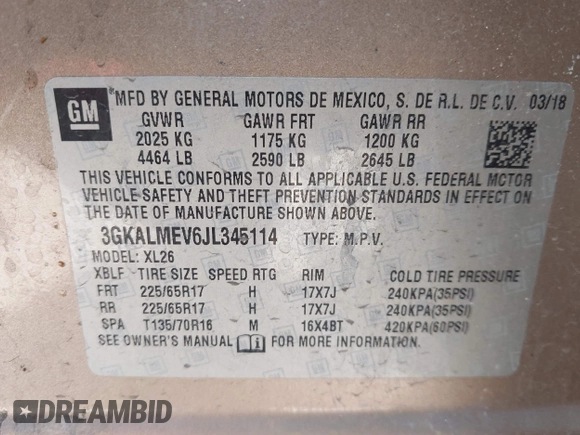 GM MFD BY GENERAL MOTORS DE MEXICO, S. DE R.L. DE C.V. 03/18
GVWR GAWR FRT GAWR RR
2025 KG 1175 KG 1200 KG
4464 LB 2590 LB 2645 LB
THIS VEHICLE CONFORMS TO ALL APPLICABLE U.S. FEDERAL MOTOR
VEHICLE SAFETY AND THEFT PREVENTION STANDARDS IN EFFECT ON
THE DATE OF MANUFACTURE SHOWN ABOVE.
3GKALMEV6JL345114 TYPE: M.P.V.
MODEL: XL26
XBLF TIRE SIZE SPEED RTG RIM COLD TIRE PRESSURE
FRT 225/65R17 H 17X7J 240KPA(35PSI)
RR 225/65R17 H 17X7J 240KPA(35PSI)
SPA T135/70R16 M 16X4BT 420KPA(60PSI)
SEE OWNER'S MANUAL i FOR MORE INFORMATION.
DREAMBID